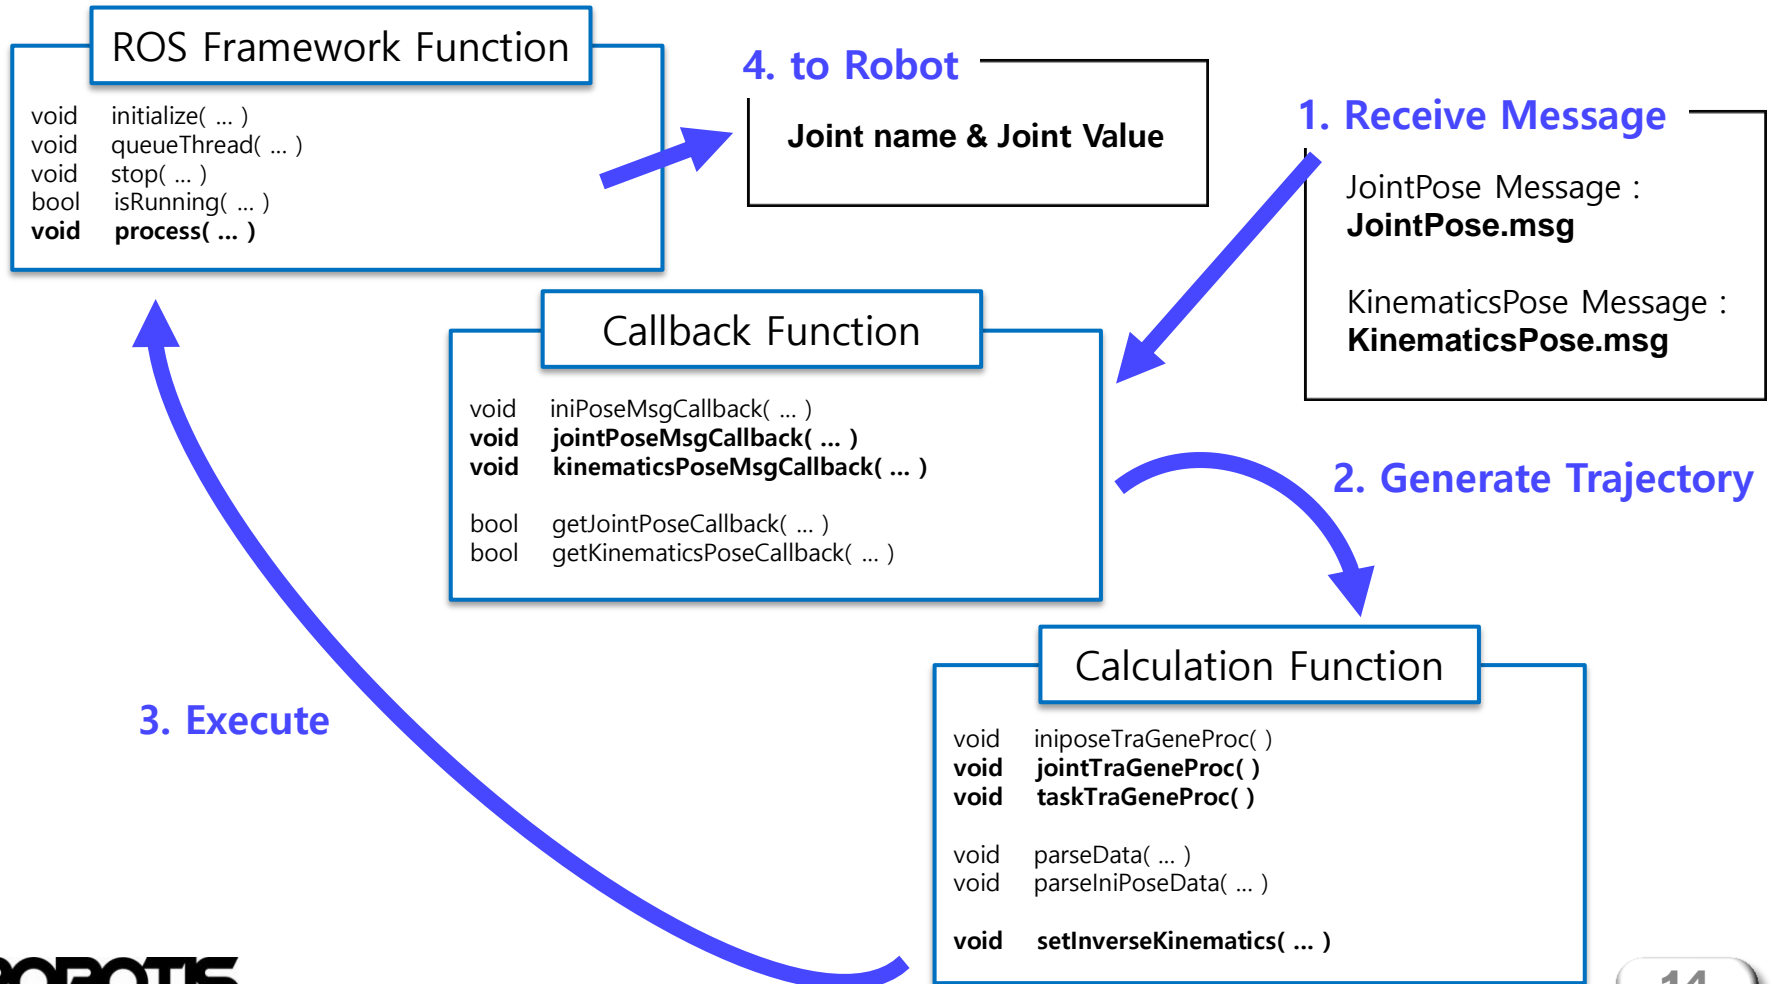 ROS Framework Function
void initialize( ... )
void queueThread( ... )
void stop( ... )
bool isRunning( ... )
void process( ... )
4. to Robot
Joint name & Joint Value
1. Receive Message
JointPose Message :
JointPose.msg
KinematicsPose Message :
KinematicsPose.msg
Callback Function
void iniPoseMsgCallback( ... )
void jointPoseMsgCallback( ... )
void kinematicsPoseMsgCallback( ... )
bool getJointPoseCallback( ... )
bool getKinematicsPoseCallback( ... )
2. Generate Trajectory
Calculation Function
void iniposeTraGeneProc( )
void jointTraGeneProc( )
void taskTraGeneProc( )
void parseData( ... )
void parseIniPoseData( ... )
void setInverseKinematics( ... )
3. Execute
ROBOTIS
14